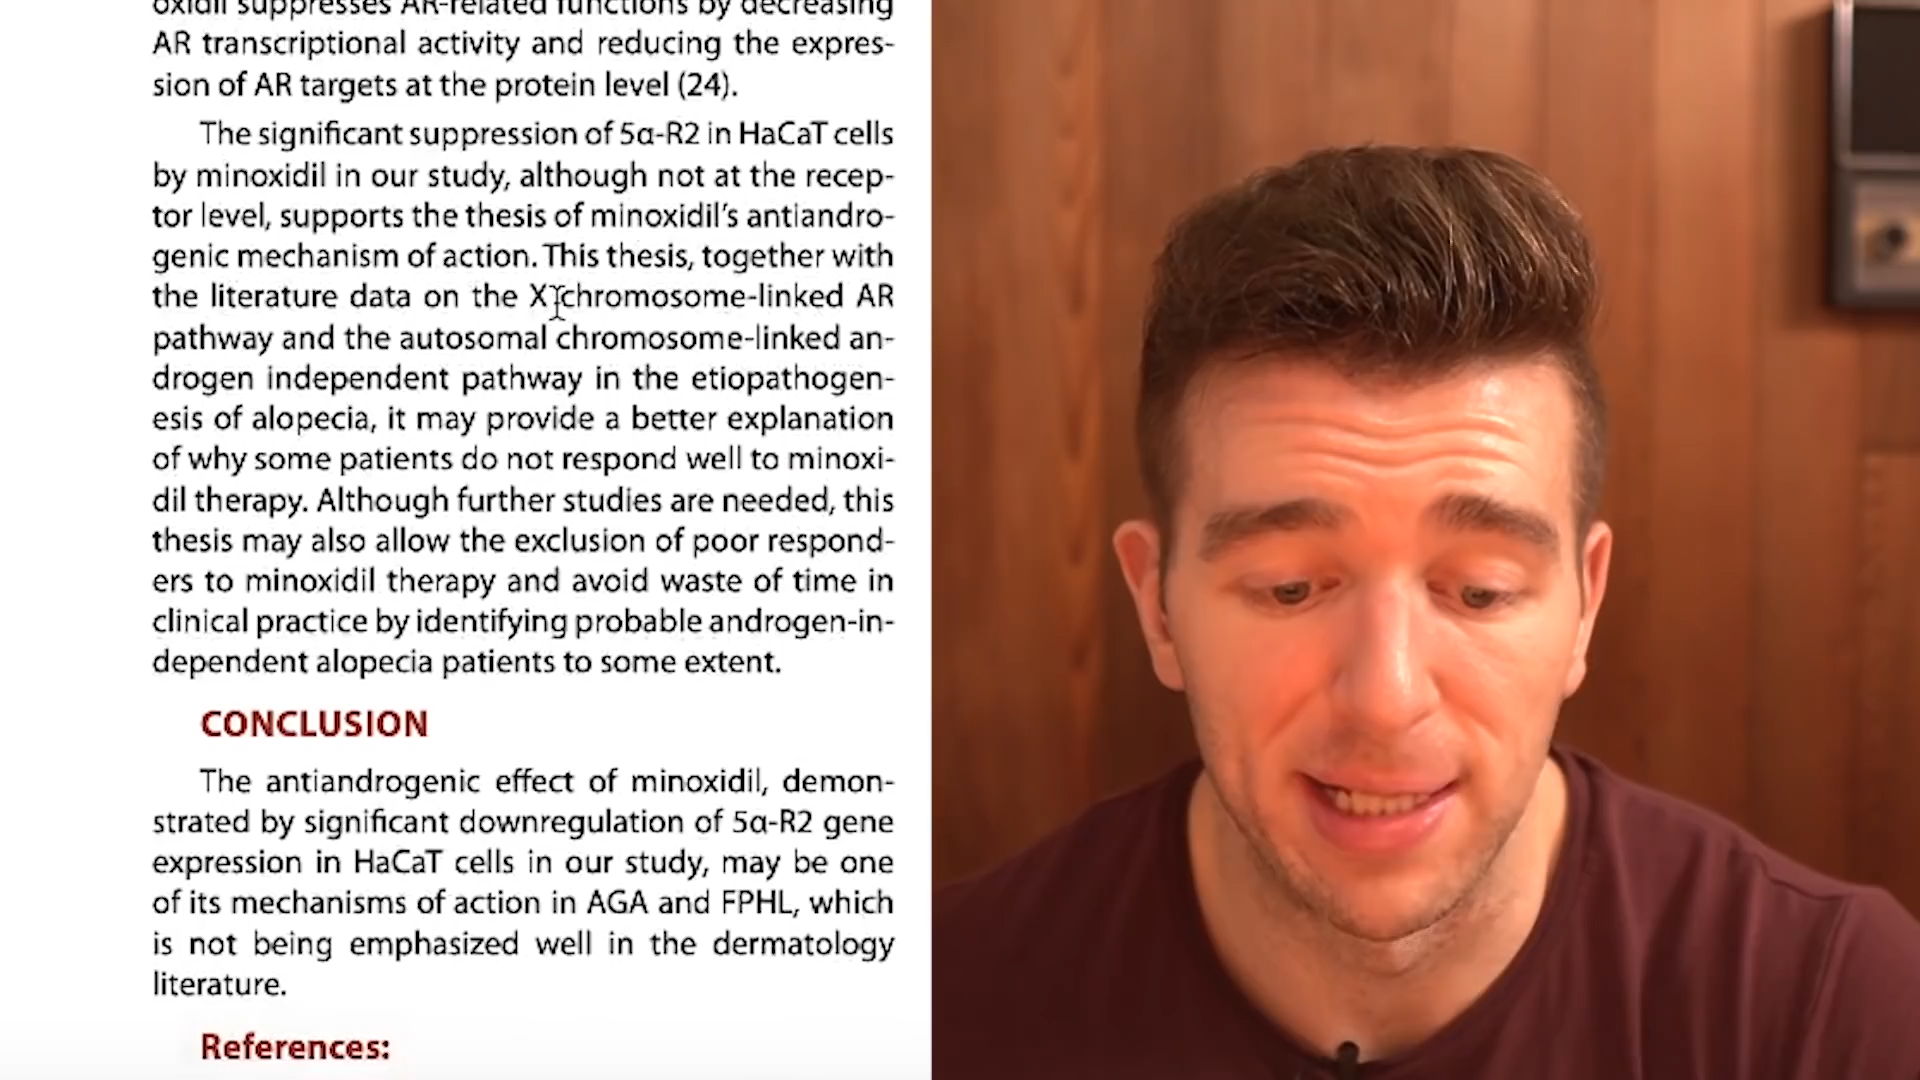 oxidil suppresses AR-related functions by decreasing
AR transcriptional activity and reducing the expres-
sion of AR targets at the protein level (24).
The significant suppression of 5α-R2 in HaCaT cells
by minoxidil in our study, although not at the recep-
tor level, supports the thesis of minoxidil's antiandro-
genic mechanism of action. This thesis, together with
the literature data on the X chromosome-linked AR
pathway and the autosomal chromosome-linked an-
drogen independent pathway in the etiopathogen-
esis of alopecia, it may provide a better explanation
of why some patients do not respond well to minoxi-
dil therapy. Although further studies are needed, this
thesis may also allow the exclusion of poor respond-
ers to minoxidil therapy and avoid waste of time in
clinical practice by identifying probable androgen-in-
dependent alopecia patients to some extent.
CONCLUSION
The antiandrogenic effect of minoxidil, demon-
strated by significant downregulation of 5α-R2 gene
expression in HaCaT cells in our study, may be one
of its mechanisms of action in AGA and FPHL, which
is not being emphasized well in the dermatology
literature.
References: